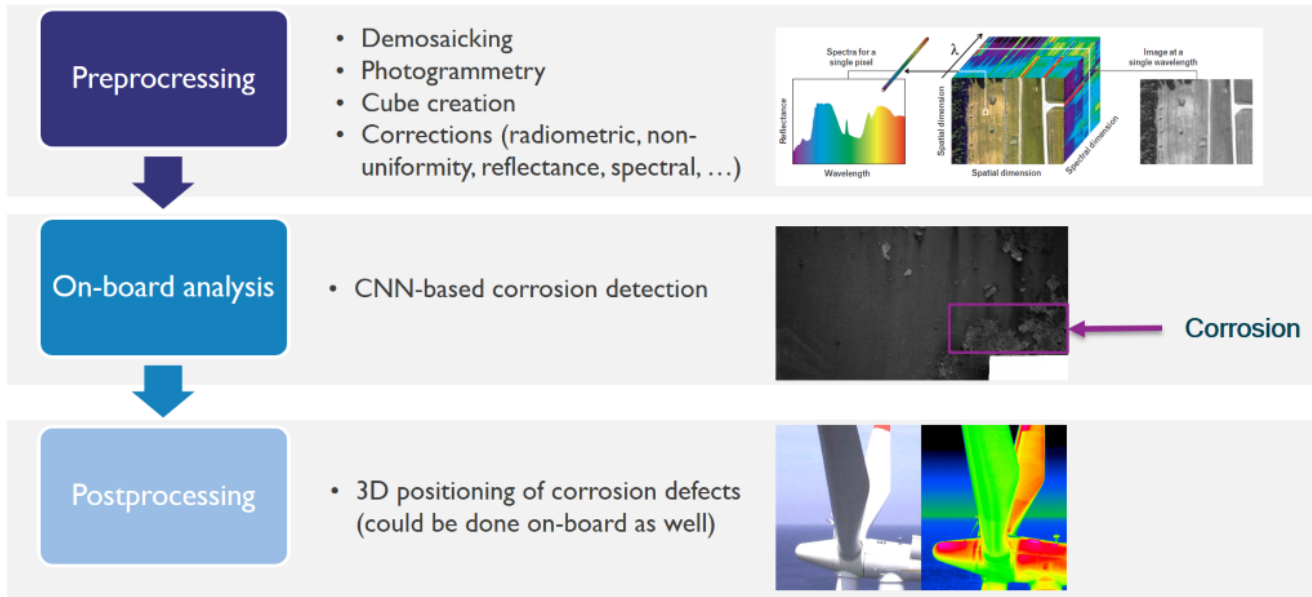 Preprocressing
• Demosaicking
• Photogrammetry
• Cube creation
• Corrections (radiometric, non-
uniformity, reflectance, spectral, …)
Spectra for a
single pixel
λ
Image at a
single wavelength
Reflectance
Wavelength
Spatial dimension
Spatial dimension
Spectral dimension
On-board analysis
• CNN-based corrosion detection
Corrosion
Postprocessing
• 3D positioning of corrosion defects
(could be done on-board as well)